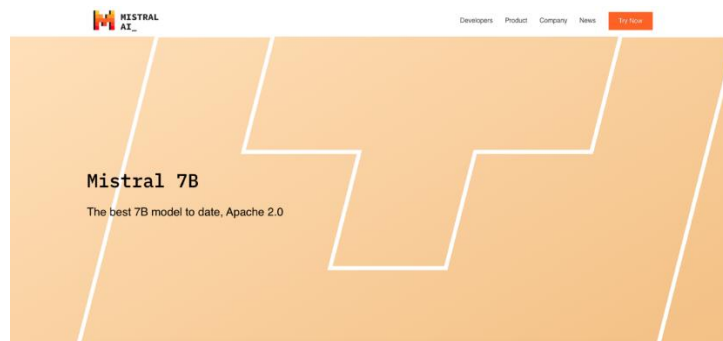 MISTRAL
AI_
Developers Product Company News Try Now
Mistral 7B
The best 7B model to date, Apache 2.0